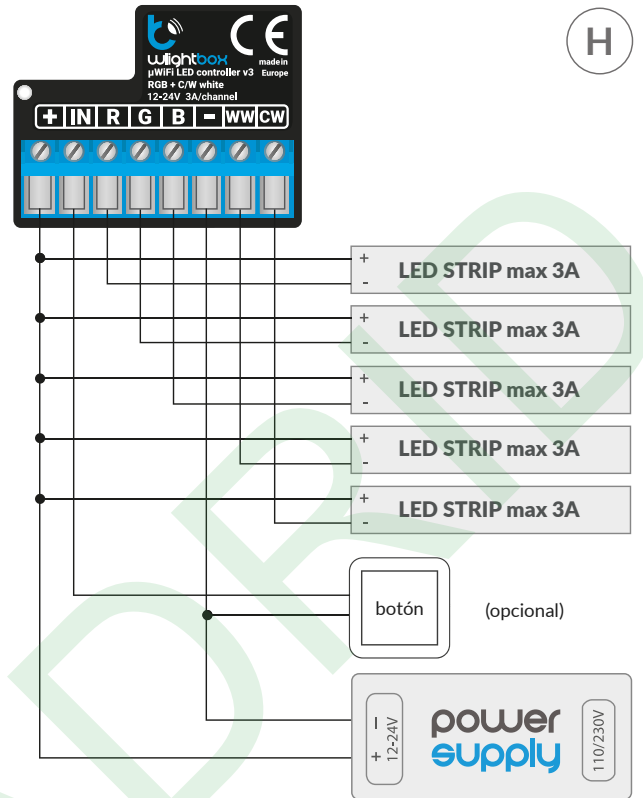 H
wlightbox
CE
made in
Europe
µWiFi LED controller v3
RGB + C/W white
12-24V 3A/channel
+ IN R G B - WW CW
+
-
LED STRIP max 3A
+
-
LED STRIP max 3A
+
-
LED STRIP max 3A
+
-
LED STRIP max 3A
+
-
LED STRIP max 3A
botón
(opcional)
- +
12-24V
power
supply
110/230V
DRID